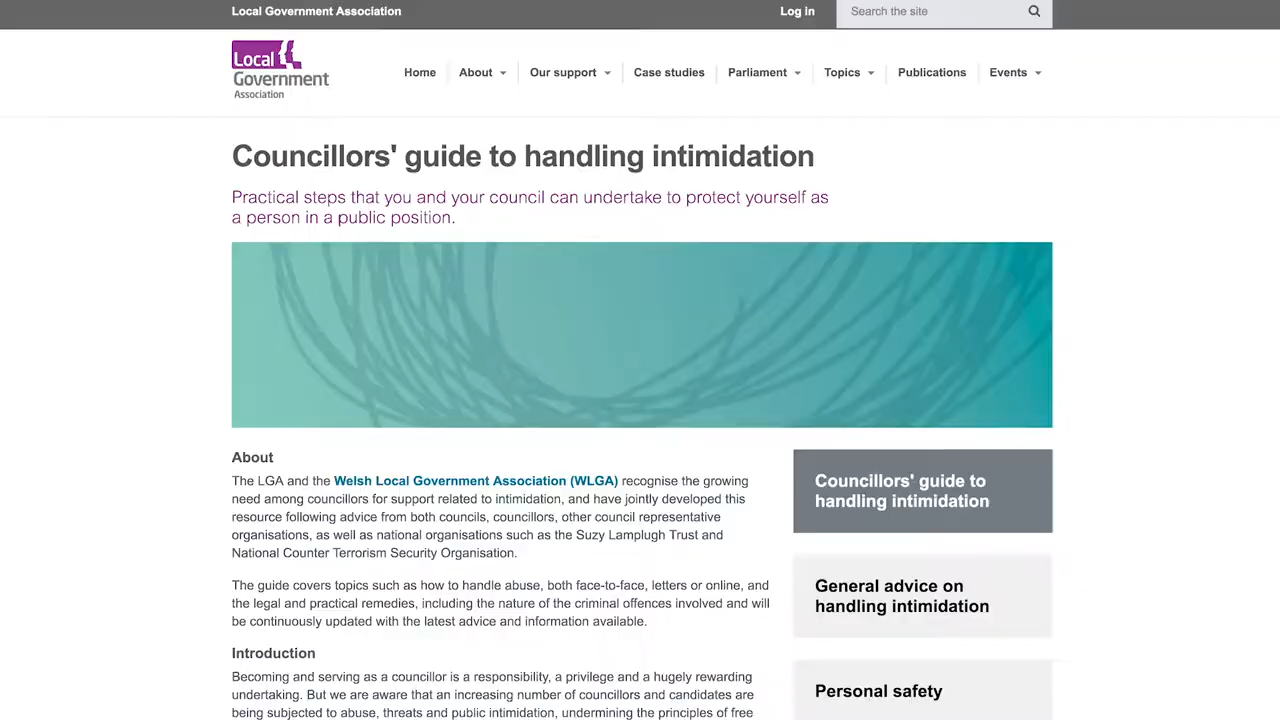 Local Government Association
Log in
Search the site
Local
Government
Association
Home
About
Our support
Case studies
Parliament
Topics
Publications
Events
Councillors' guide to handling intimidation
Practical steps that you and your council can undertake to protect yourself as
a person in a public position.
About
The LGA and the Welsh Local Government Association (WLGA) recognise the growing
need among councillors for support related to intimidation, and have jointly developed this
resource following advice from both councils, councillors, other council representative
organisations, as well as national organisations such as the Suzy Lamplugh Trust and
National Counter Terrorism Security Organisation.
The guide covers topics such as how to handle abuse, both face-to-face, letters or online, and
the legal and practical remedies, including the nature of the criminal offences involved and will
be continuously updated with the latest advice and information available.
Introduction
Becoming and serving as a councillor is a responsibility, a privilege and a hugely rewarding
undertaking. But we are aware that an increasing number of councillors and candidates are
being subjected to abuse, threats and public intimidation, undermining the principles of free
Councillors' guide to
handling intimidation
General advice on
handling intimidation
Personal safety